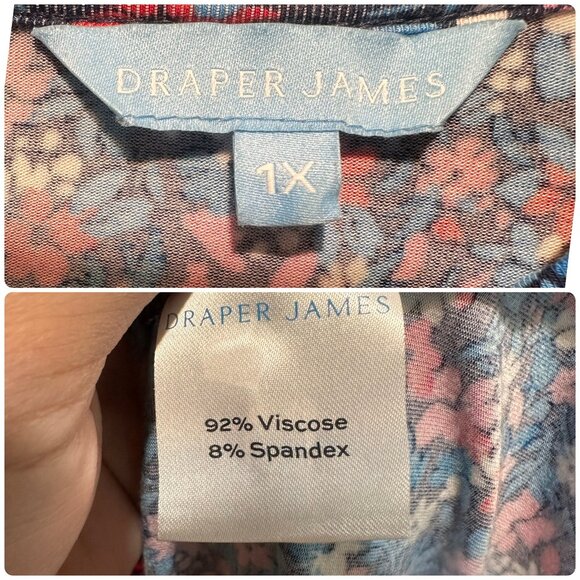 DRAPER JAMES
1X
DRAPER JAMES
92% Viscose
8% Spandex